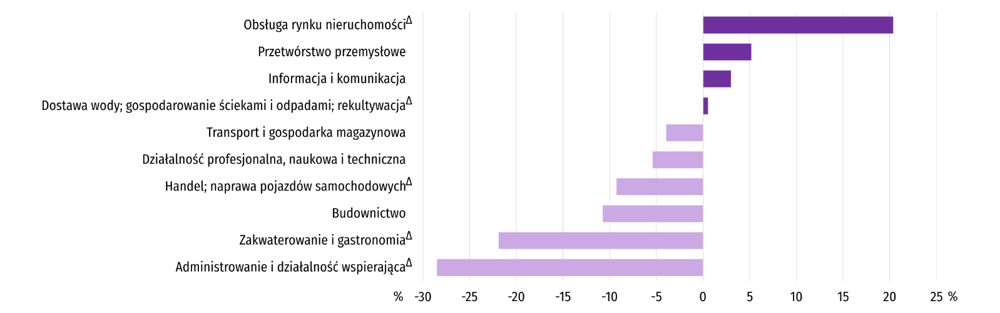 Obsługa rynku nieruchomości Δ
Przetwórstwo przemysłowe
Informacja i komunikacja
Dostawa wody; gospodarowanie ściekami i odpadami; rekultywacja Δ
Transport i gospodarka magazynowa
Działalność profesjonalna, naukowa i techniczna
Handel; naprawa pojazdów samochodowych Δ
Budownictwo
Zakwaterowanie i gastronomia Δ
Administrowanie i działalność wspierająca Δ
% -30 -25 -20 -15 -10 -5 0 5 10 15 20 25 %